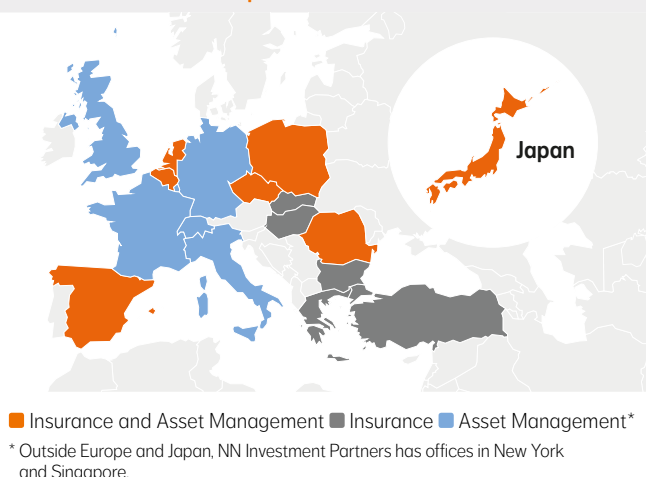 Japan
Insurance and Asset Management Insurance Asset Management*
* Outside Europe and Japan, NN Investment Partners has offices in New York
and Singapore.